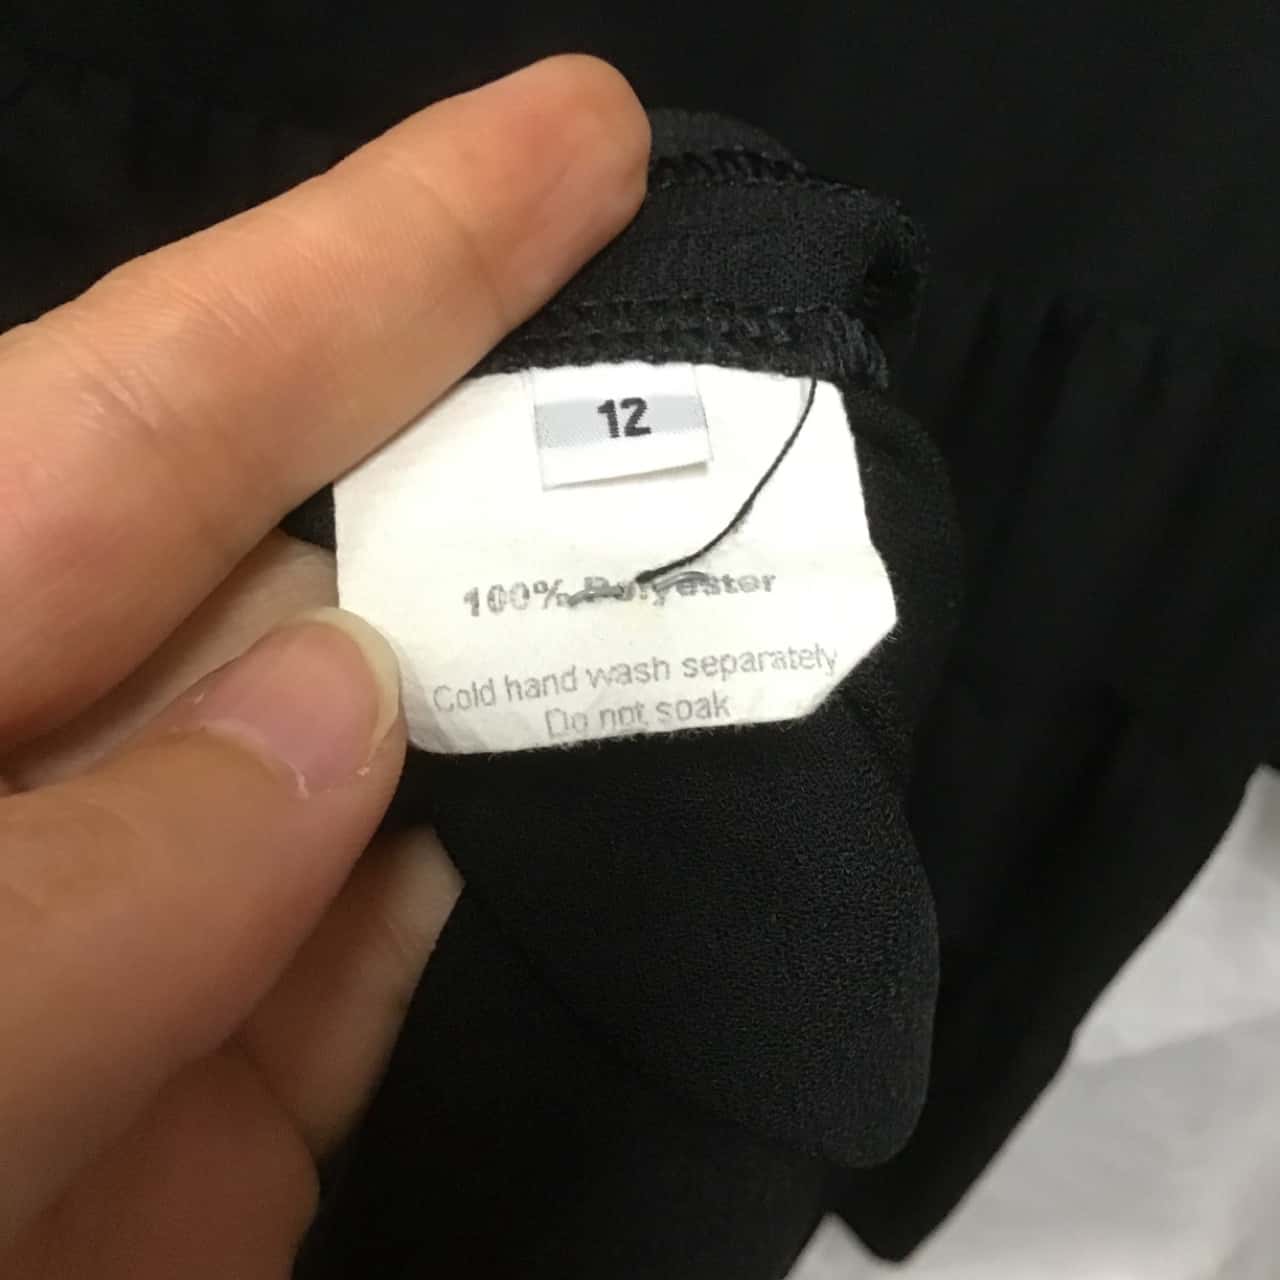 12
100% Polyester
Cold hand wash separately
Do not soak